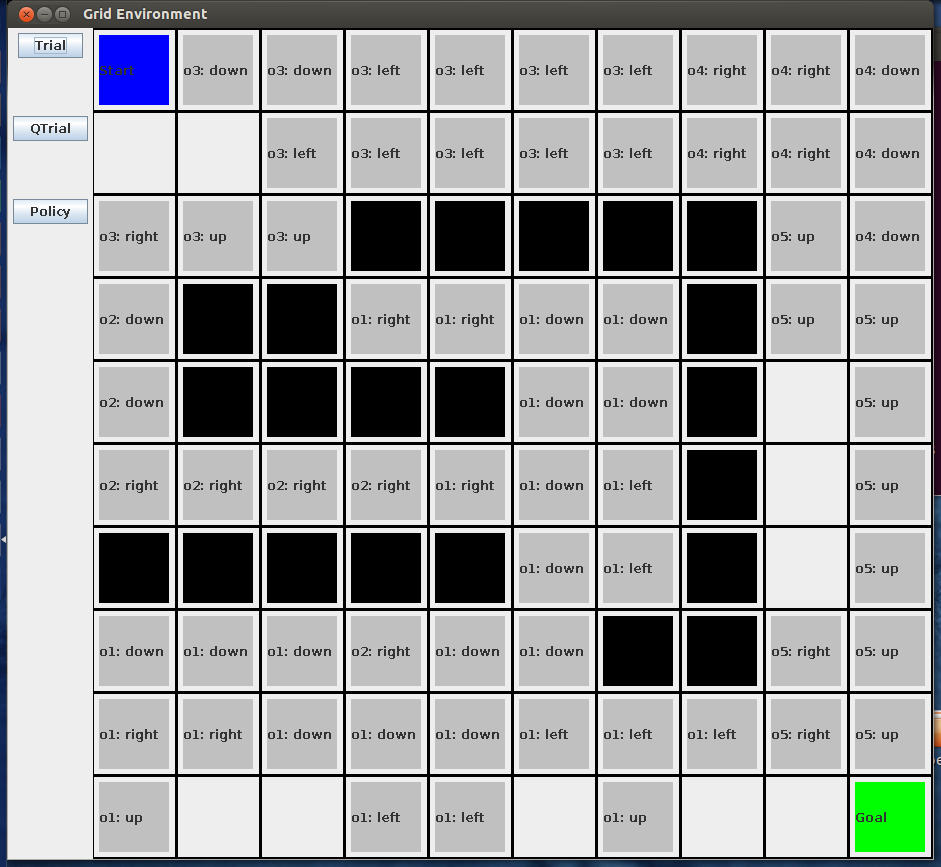 Grid Environment
Trial
Start o3: down o3: down o3: left o3: left o3: left o3: left o4: right o4: right o4: down
QTrial
o3: left o3: left o3: left o3: left o3: left o4: right o4: right o4: down
Policy
o3: right o3: up o3: up o5: up o4: down
o2: down o1: right o1: right o1: down o1: down o5: up o5: up
o2: down o1: down o1: down o5: up
o2: right o2: right o2: right o2: right o1: right o1: down o1: left o5: up
o1: down o1: left o5: up
o1: down o1: down o1: down o2: right o1: down o1: down o5: right o5: up
o1: right o1: right o1: down o1: down o1: down o1: left o1: left o1: left o5: right o5: up
o1: up o1: left o1: left o1: up Goal